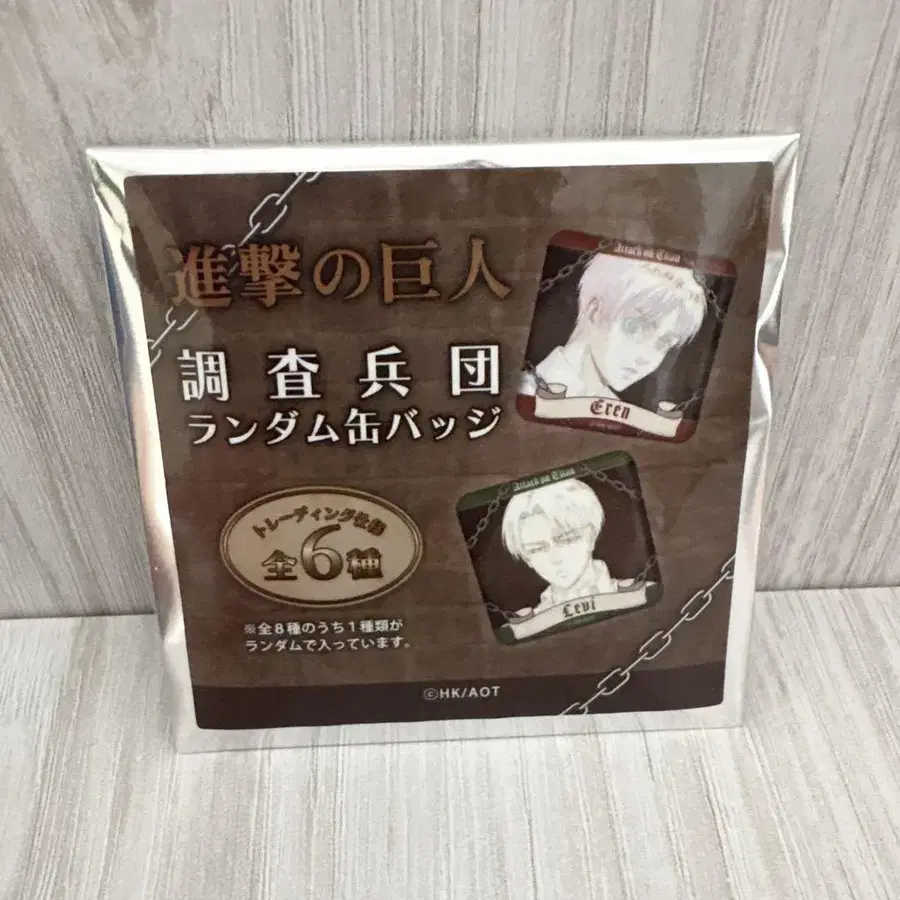 進撃の巨人
調査兵団
ランダム缶バッジ
トレーディング仕様
全6種
※全8種のうち1種類が
ランダムで入っています。
Attack on Titan
Eren
Attack on Titan
Levi
©HK/AOT